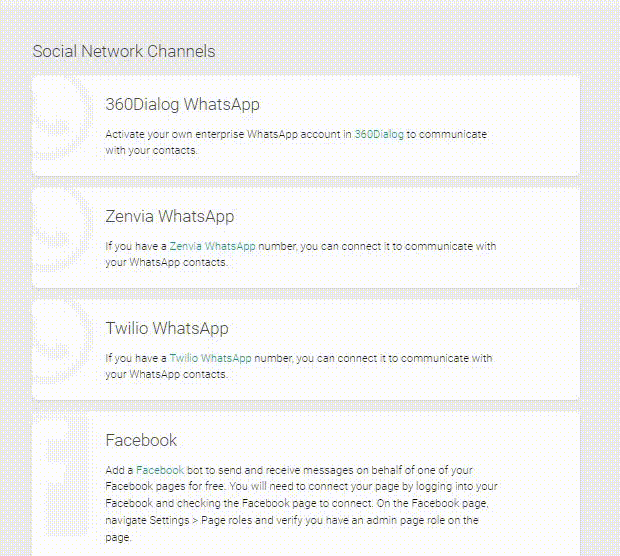 Social Network Channels
360Dialog WhatsApp
Activate your own enterprise WhatsApp account in 360Dialog to communicate
with your contacts.
Zenvia WhatsApp
If you have a Zenvia WhatsApp number, you can connect it to communicate with
your WhatsApp contacts.
Twilio WhatsApp
If you have a Twilio WhatsApp number, you can connect it to communicate with
your WhatsApp contacts.
Facebook
Add a Facebook bot to send and receive messages on behalf of one of your
Facebook pages for free. You will need to connect your page by logging into your
Facebook and checking the Facebook page to connect. On the Facebook page,
navigate Settings > Page roles and verify you have an admin page role on the
page.